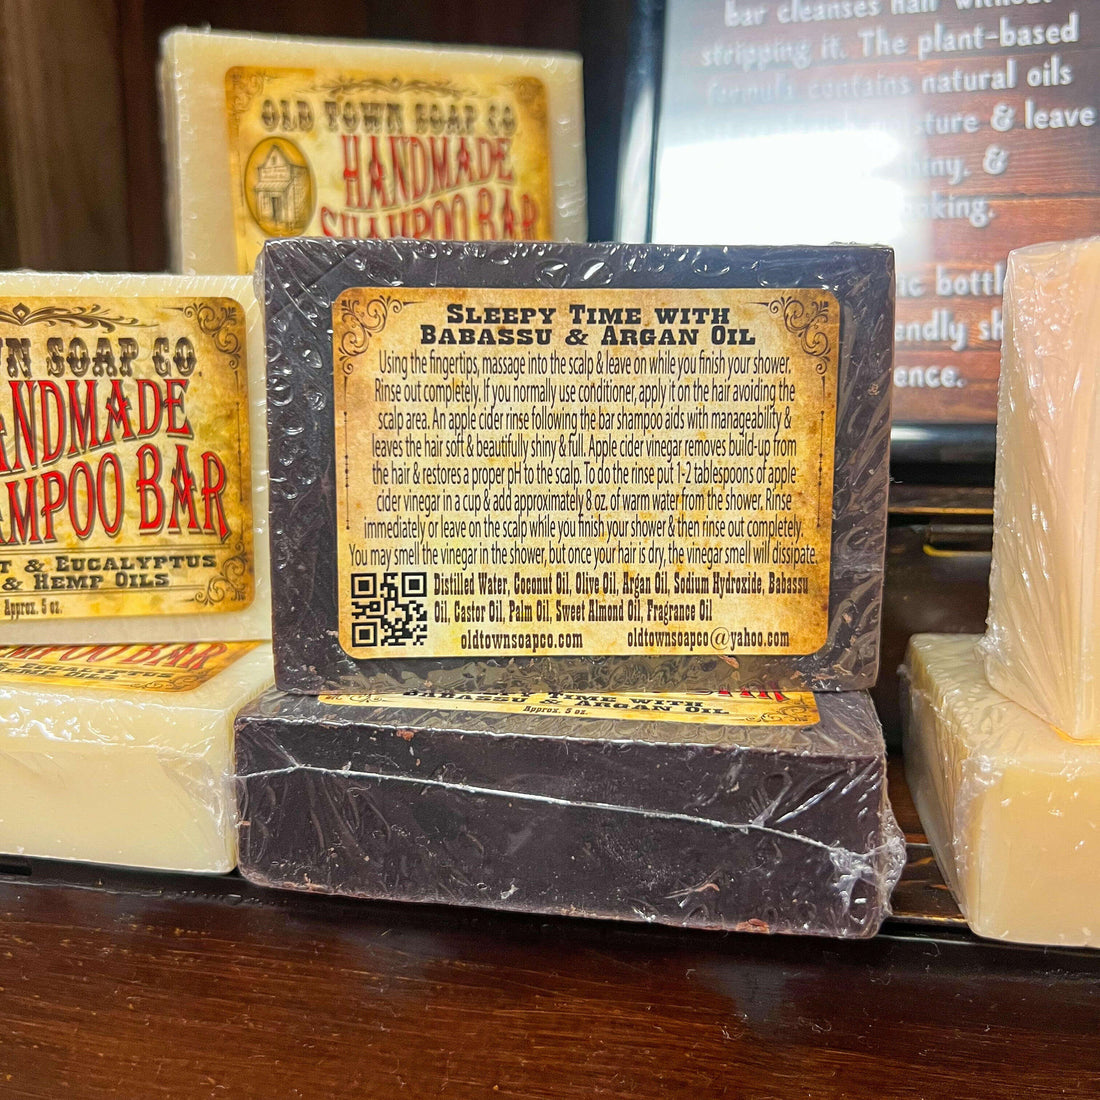 OLD TOWN SOAP CO.
HANDMADE
SHAMPOO BAR
bar cleanses hair without
stripping it. The plant-based
formula contains natural oils
& leave
&
SOAP CO.
HANDMADE
BAR
& EUCALYPTUS
& HEMP OILS
Approx. 5 oz.
SLEEPY TIME WITH
BABASSU & ARGAN OIL
Using the fingertips, massage into the scalp & leave on while you finish your shower.
Rinse out completely. If you normally use conditioner, apply it on the hair avoiding the
scalp area. An apple cider rinse following the bar shampoo aids with manageability &
leaves the hair soft & beautifully shiny & full. Apple cider vinegar removes build-up from
the hair & restores a proper pH to the scalp. To do the rinse put 1-2 tablespoons of apple
cider vinegar in a cup & add approximately 8 oz. of warm water from the shower. Rinse
immediately or leave on the scalp while you finish your shower & then rinse out completely.
You may smell the vinegar in the shower, but once your hair is dry, the vinegar smell will dissipate.
Distilled Water, Coconut Oil, Olive Oil, Argan Oil, Sodium Hydroxide, Babassu
Oil, Castor Oil, Palm Oil, Sweet Almond Oil, Fragrance Oil
oldtownsoapco.com oldtownsoapco@yahoo.com
SHAMPOO BAR
EUCALYPTUS
HEMP OILS
SLEEPY TIME WITH
BABASSU & ARGAN OIL
Approx. 5 oz.